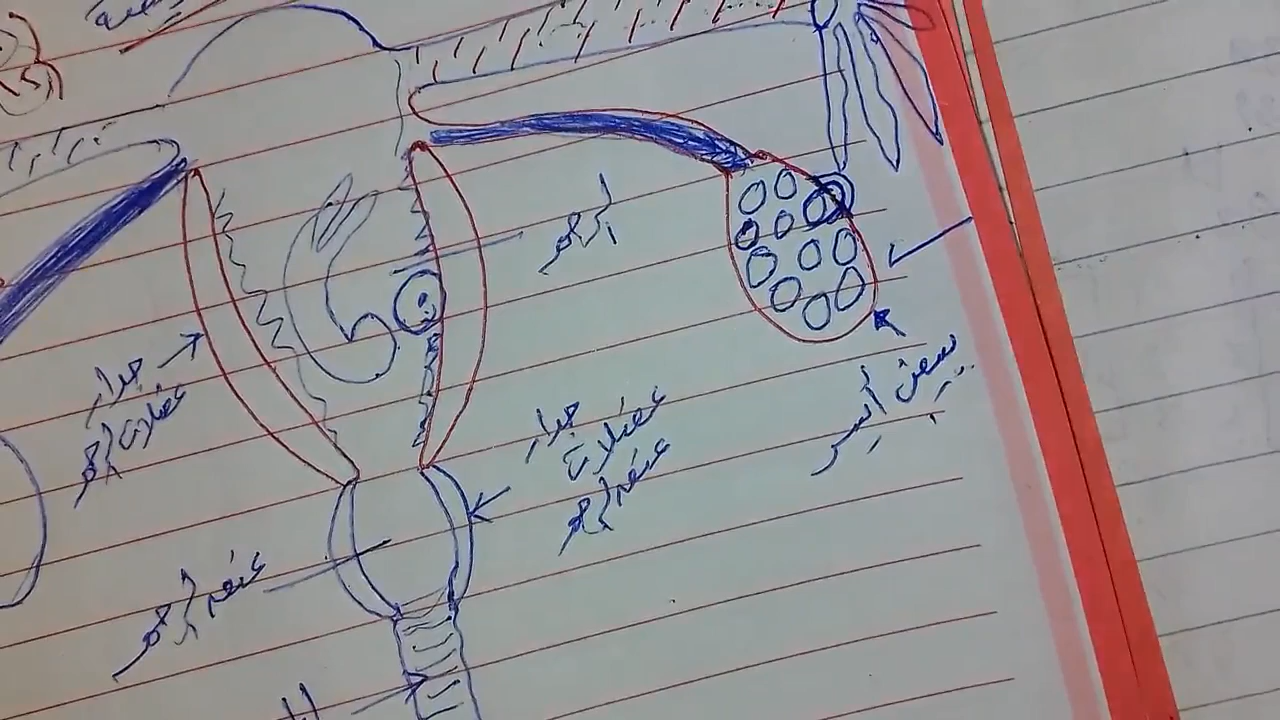 الرحم
جدار
عضلات الرحم
جدار
عضلات
عنق الرحم
مبيض أيسر
عنق الرحم